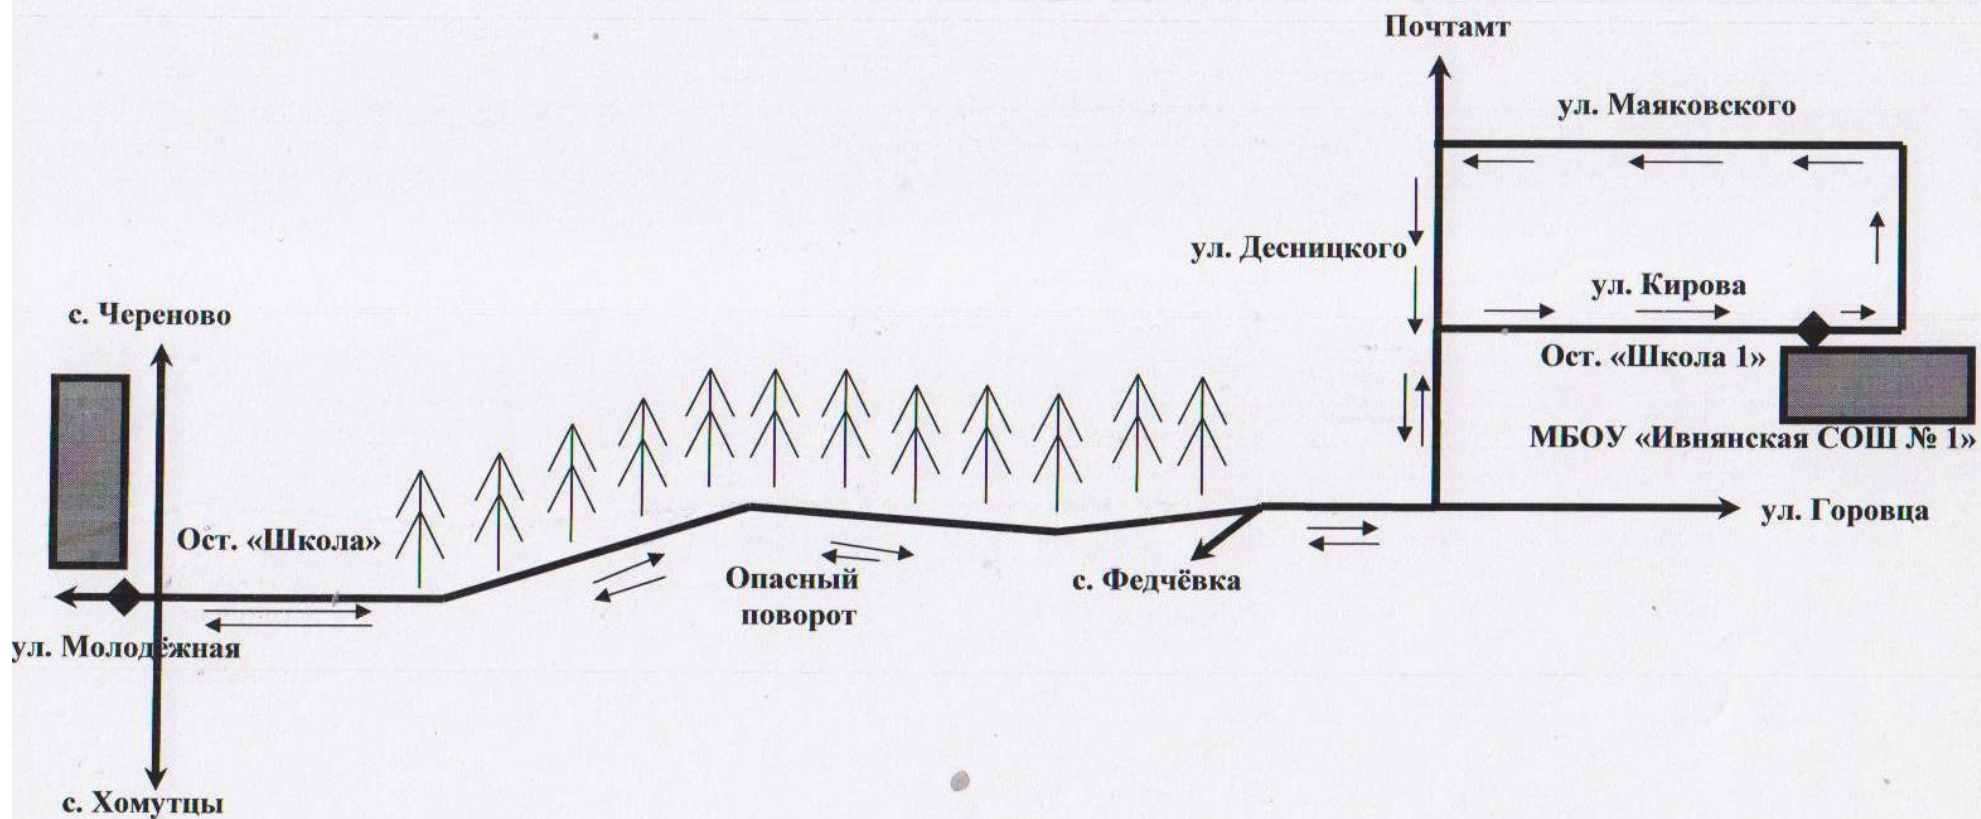 Почтамт
ул. Маяковского
ул. Десницкого
ул. Кирова
с. Череново
Ост. «Школа 1»
МБОУ «Ивнянская СОШ № 1»
ул. Горовца
Ост. «Школа»
Опасный
поворот
с. Федчёвка
ул. Молодёжная
с. Хомутцы